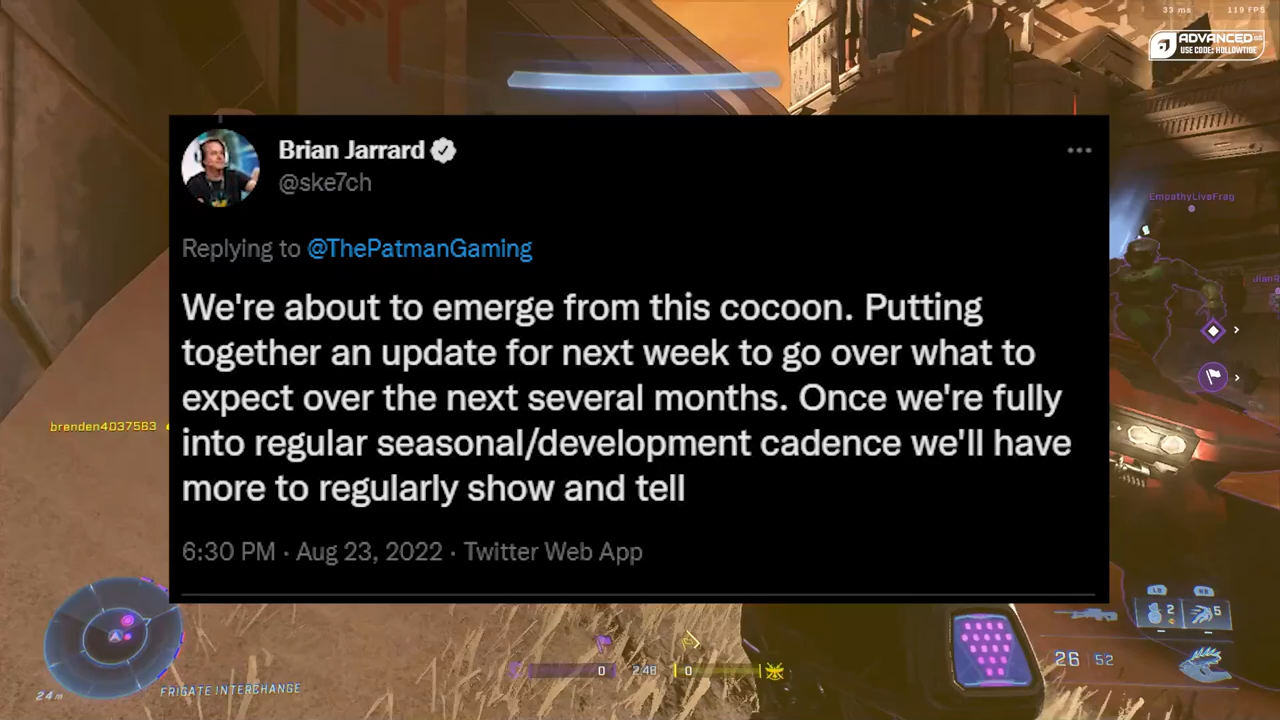 33 ms 119 FPS
ADVANCED GG
USE CODE: HOLLOWTIDE
Brian Jarrard
@ske7ch
EmpathyLiveFrag
Replying to @ThePatmanGaming
We're about to emerge from this cocoon. Putting
together an update for next week to go over what to
expect over the next several months. Once we're fully
into regular seasonal/development cadence we'll have
more to regularly show and tell
brenden4037563
6:30 PM · Aug 23, 2022 · Twitter Web App
LB RB
2 5
26 52
0 2:48 0
24m
FRIGATE INTERCHANGE